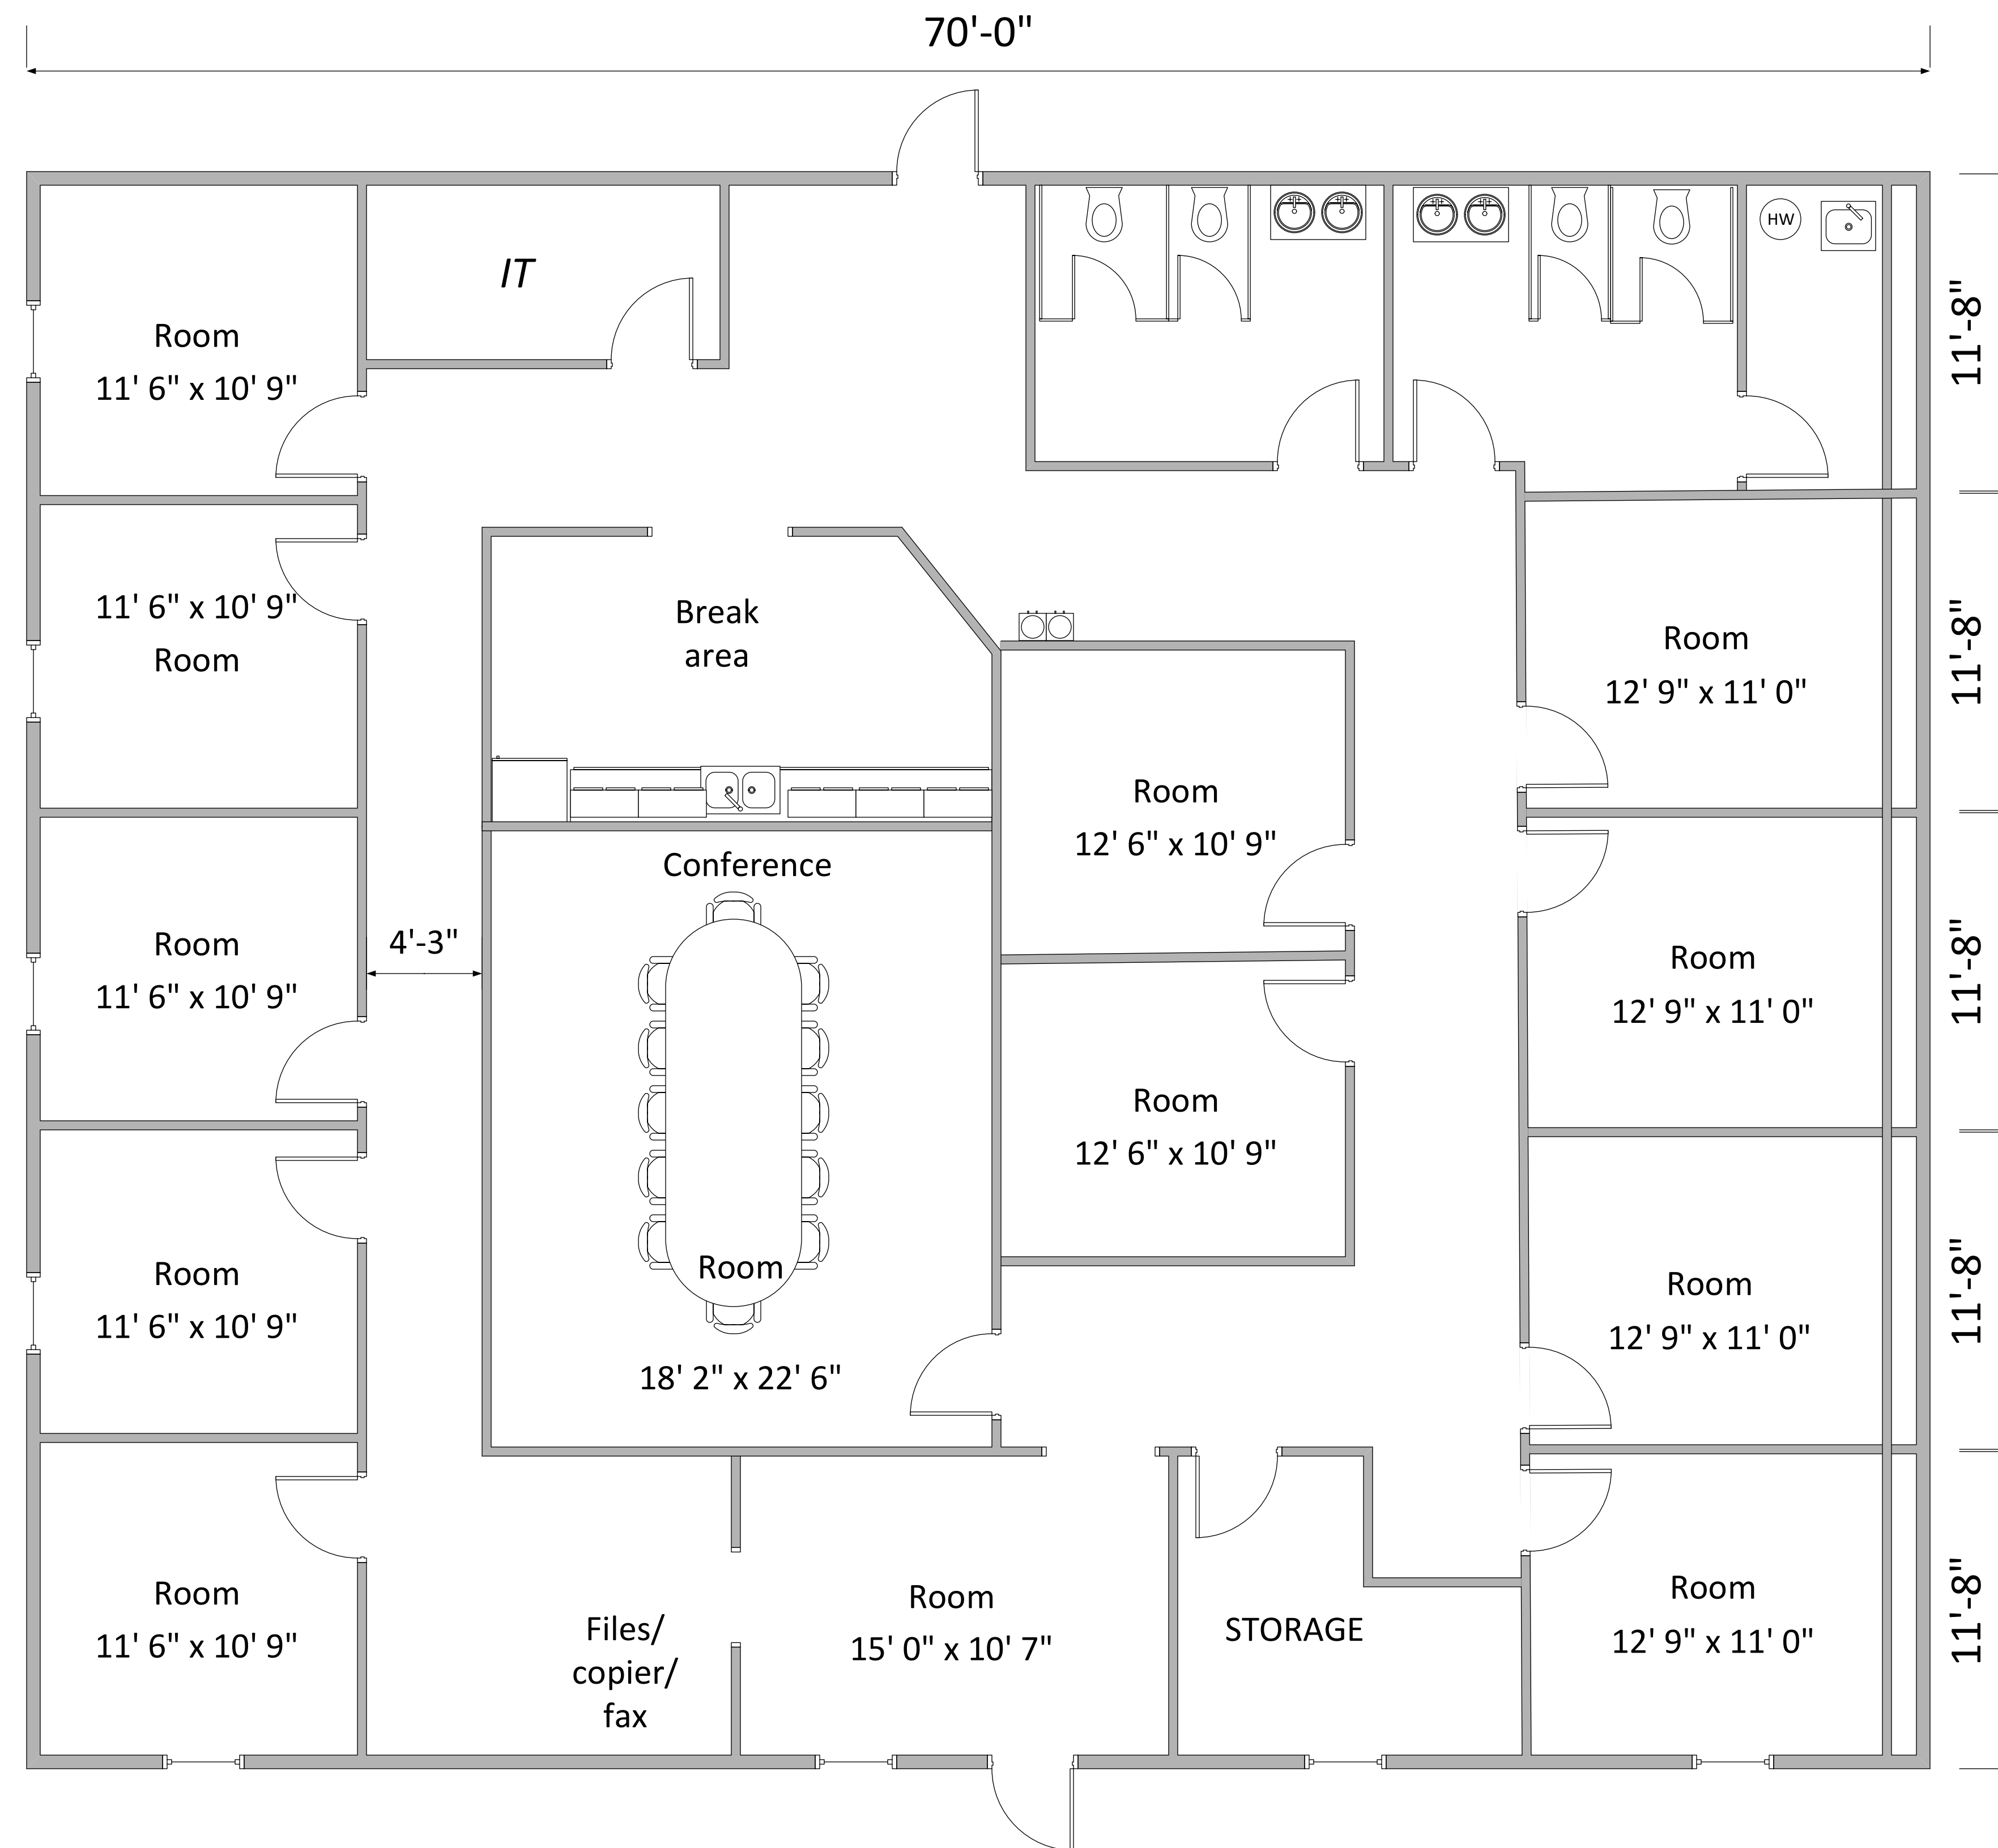 70'-0"
IT
HW
Room
11' 6" x 10' 9"
11'-8"
11' 6" x 10' 9"
Room
Break
area
Room
12' 9" x 11' 0"
11'-8"
Room
12' 6" x 10' 9"
Conference
Room
11' 6" x 10' 9"
4'-3"
Room
12' 9" x 11' 0"
11'-8"
Room
12' 6" x 10' 9"
Room
18' 2" x 22' 6"
Room
11' 6" x 10' 9"
Room
12' 9" x 11' 0"
11'-8"
Room
11' 6" x 10' 9"
Files/
copier/
fax
Room
15' 0" x 10' 7"
STORAGE
Room
12' 9" x 11' 0"
11'-8"